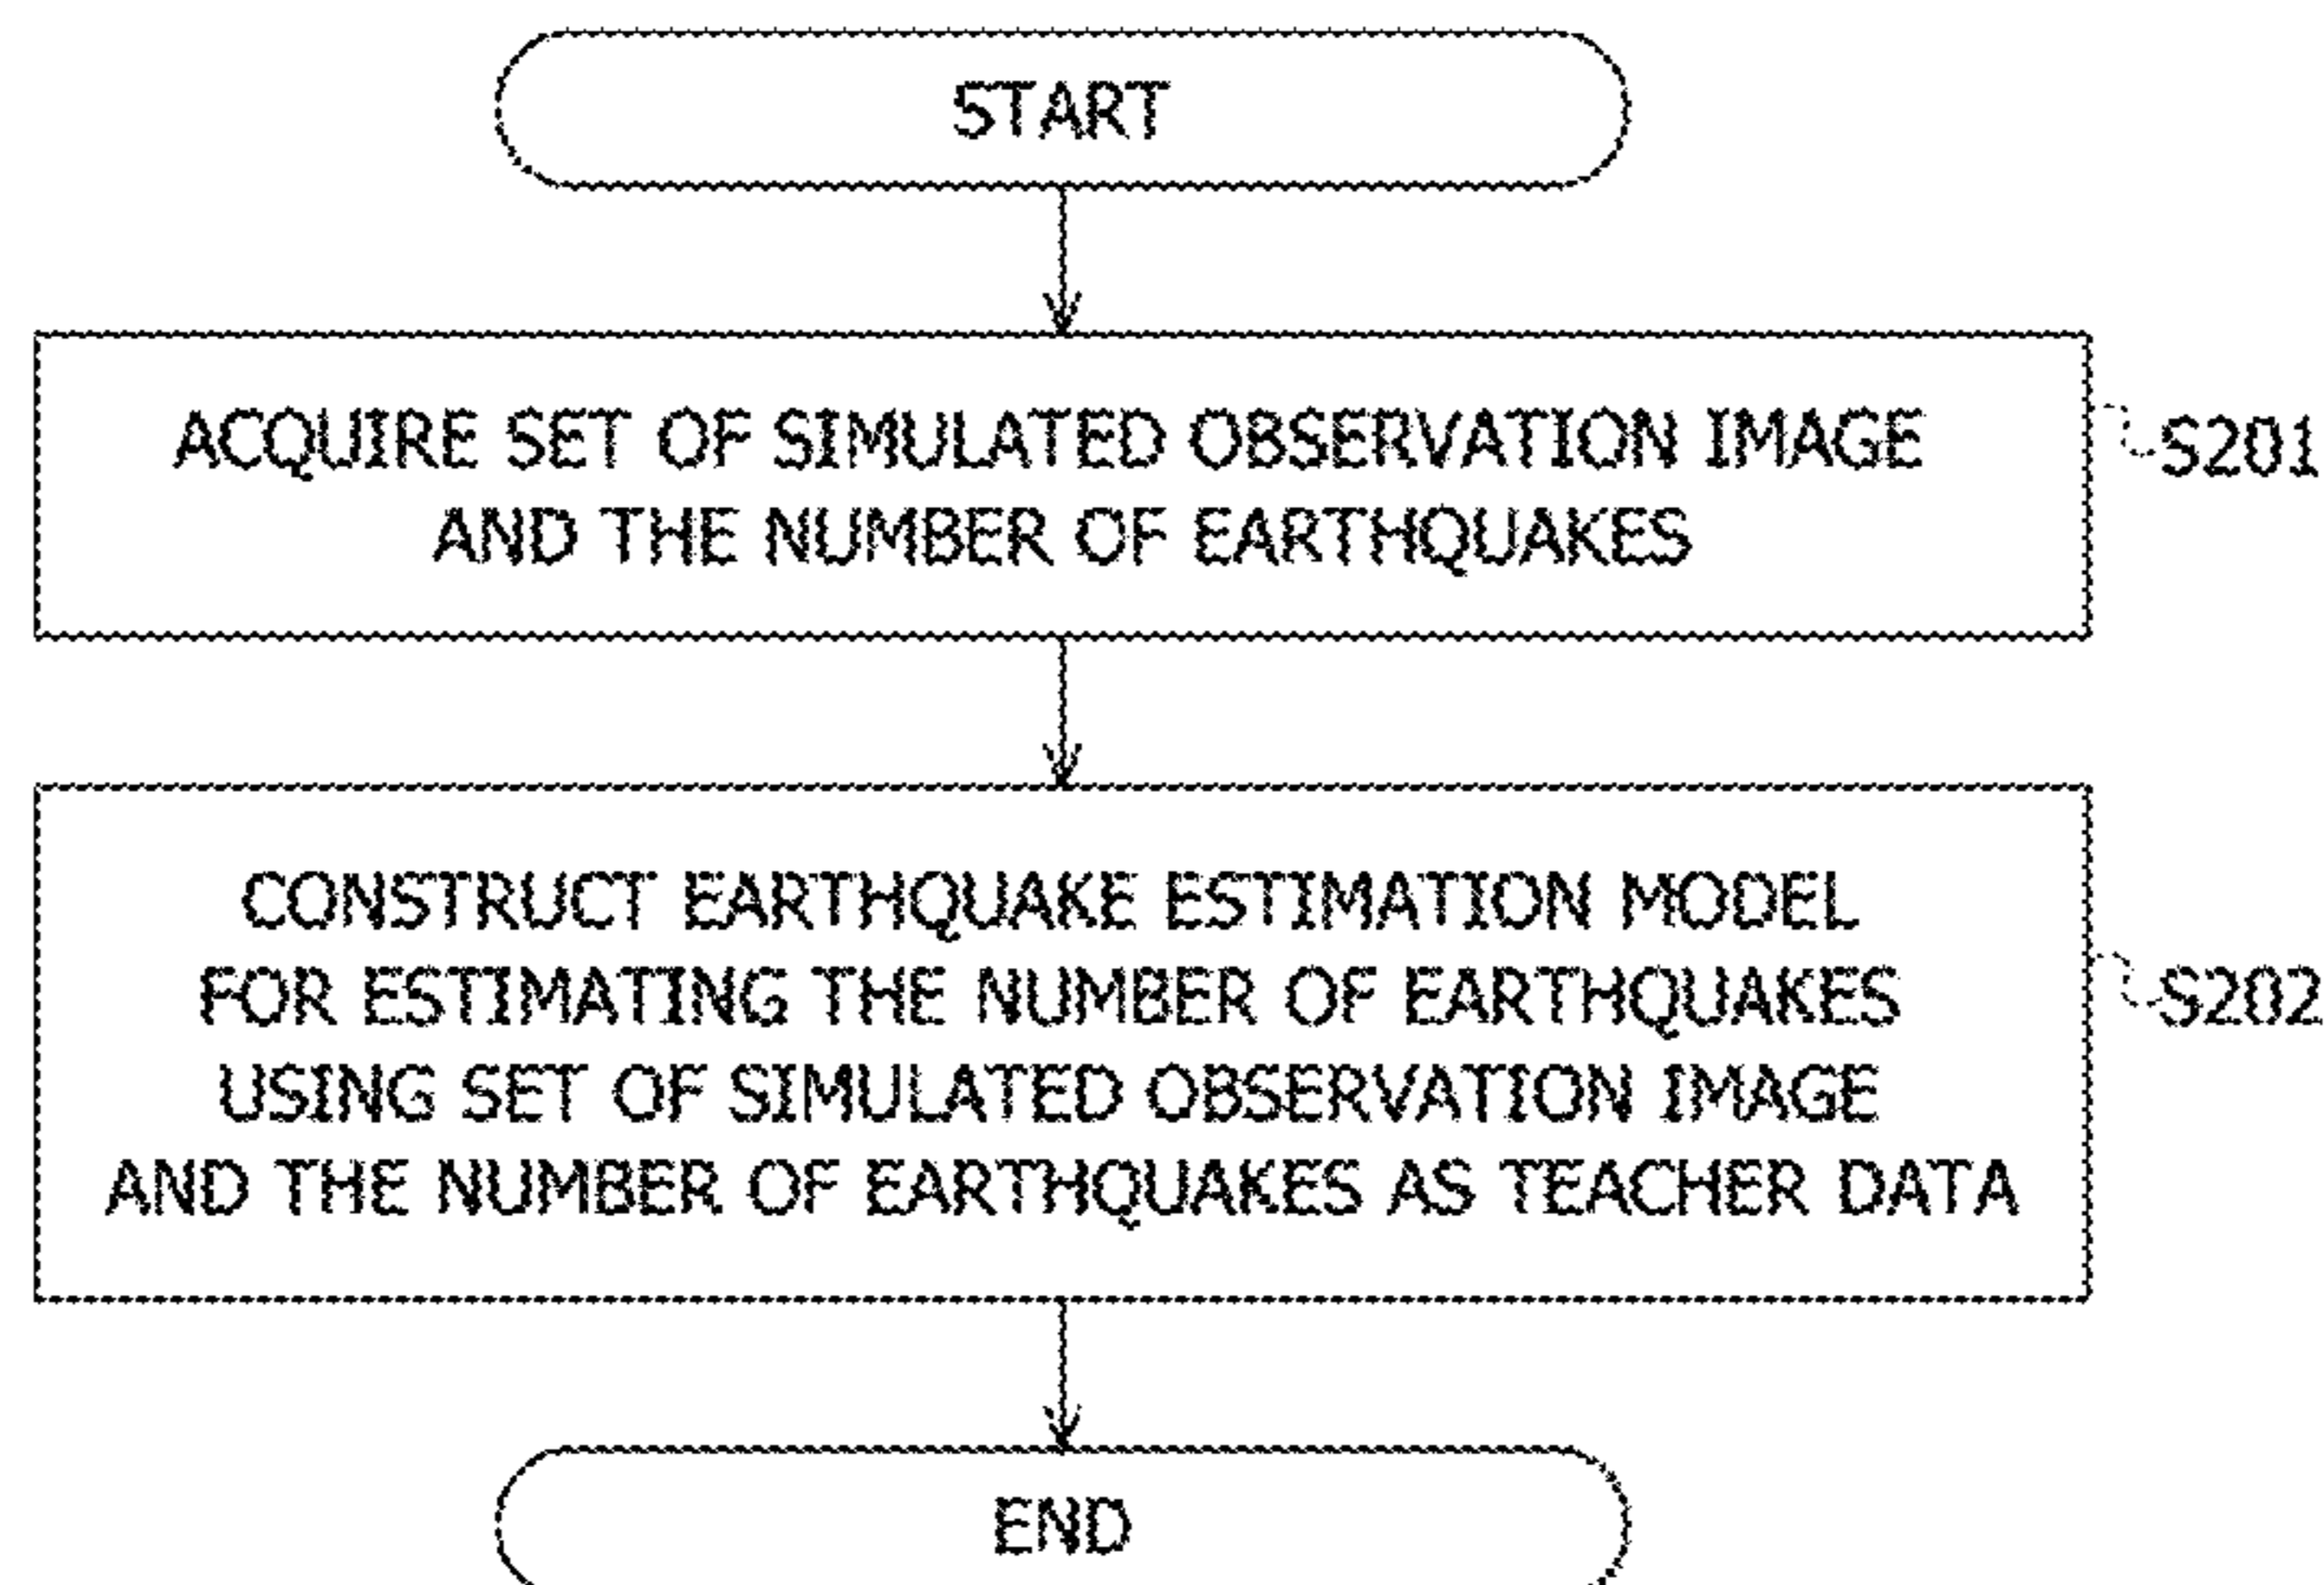 START
ACQUIRE SET OF SIMULATED OBSERVATION IMAGE
AND THE NUMBER OF EARTHQUAKES
S201
CONSTRUCT EARTHQUAKE ESTIMATION MODEL
FOR ESTIMATING THE NUMBER OF EARTHQUAKES
USING SET OF SIMULATED OBSERVATION IMAGE
AND THE NUMBER OF EARTHQUAKES AS TEACHER DATA
S202
END